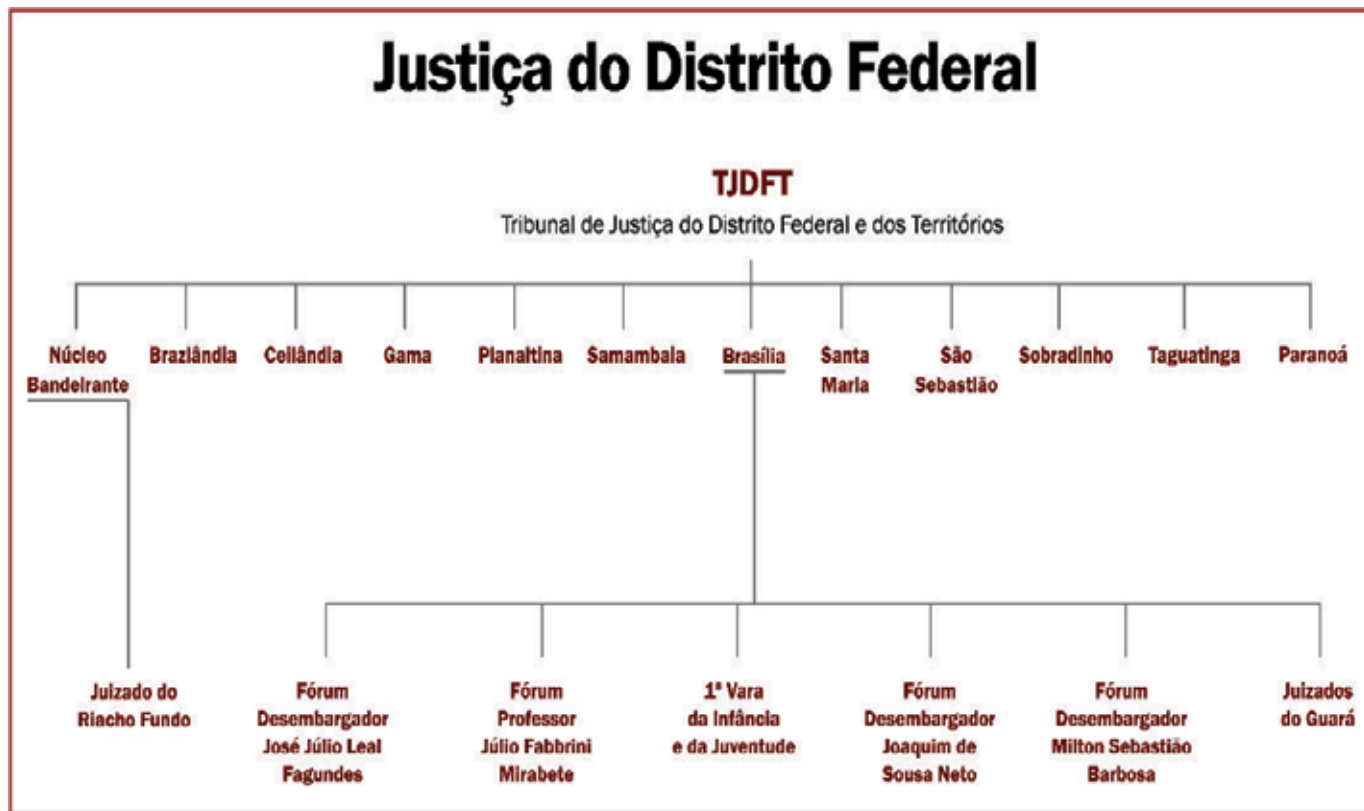 Justiça do Distrito Federal
TJDFT
Tribunal de Justiça do Distrito Federal e dos Territórios
Núcleo
Bandeirante
Brazlândia
Ceilândia
Gama
Planaltina
Samambaia
Brasília
Santa
Maria
São
Sebastião
Sobradinho
Taguatinga
Paranoá
Juizado do
Riacho Fundo
Fórum
Desembargador
José Júlio Leal
Fagundes
Fórum
Professor
Júlio Fabbrini
Mirabete
1ª Vara
da Infância
e da Juventude
Fórum
Desembargador
Joaquim de
Sousa Neto
Fórum
Desembargador
Milton Sebastião
Barbosa
Juizados
do Guará